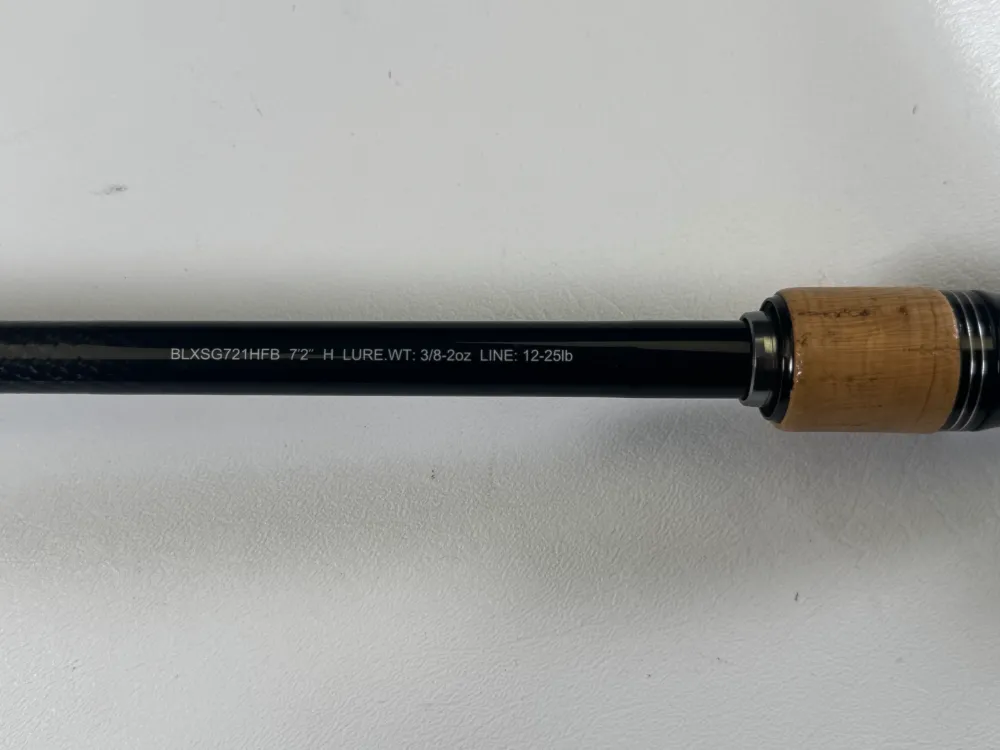 BLXSG721HFB 7'2" H LURE.WT: 3/8-2oz LINE: 12-25lb